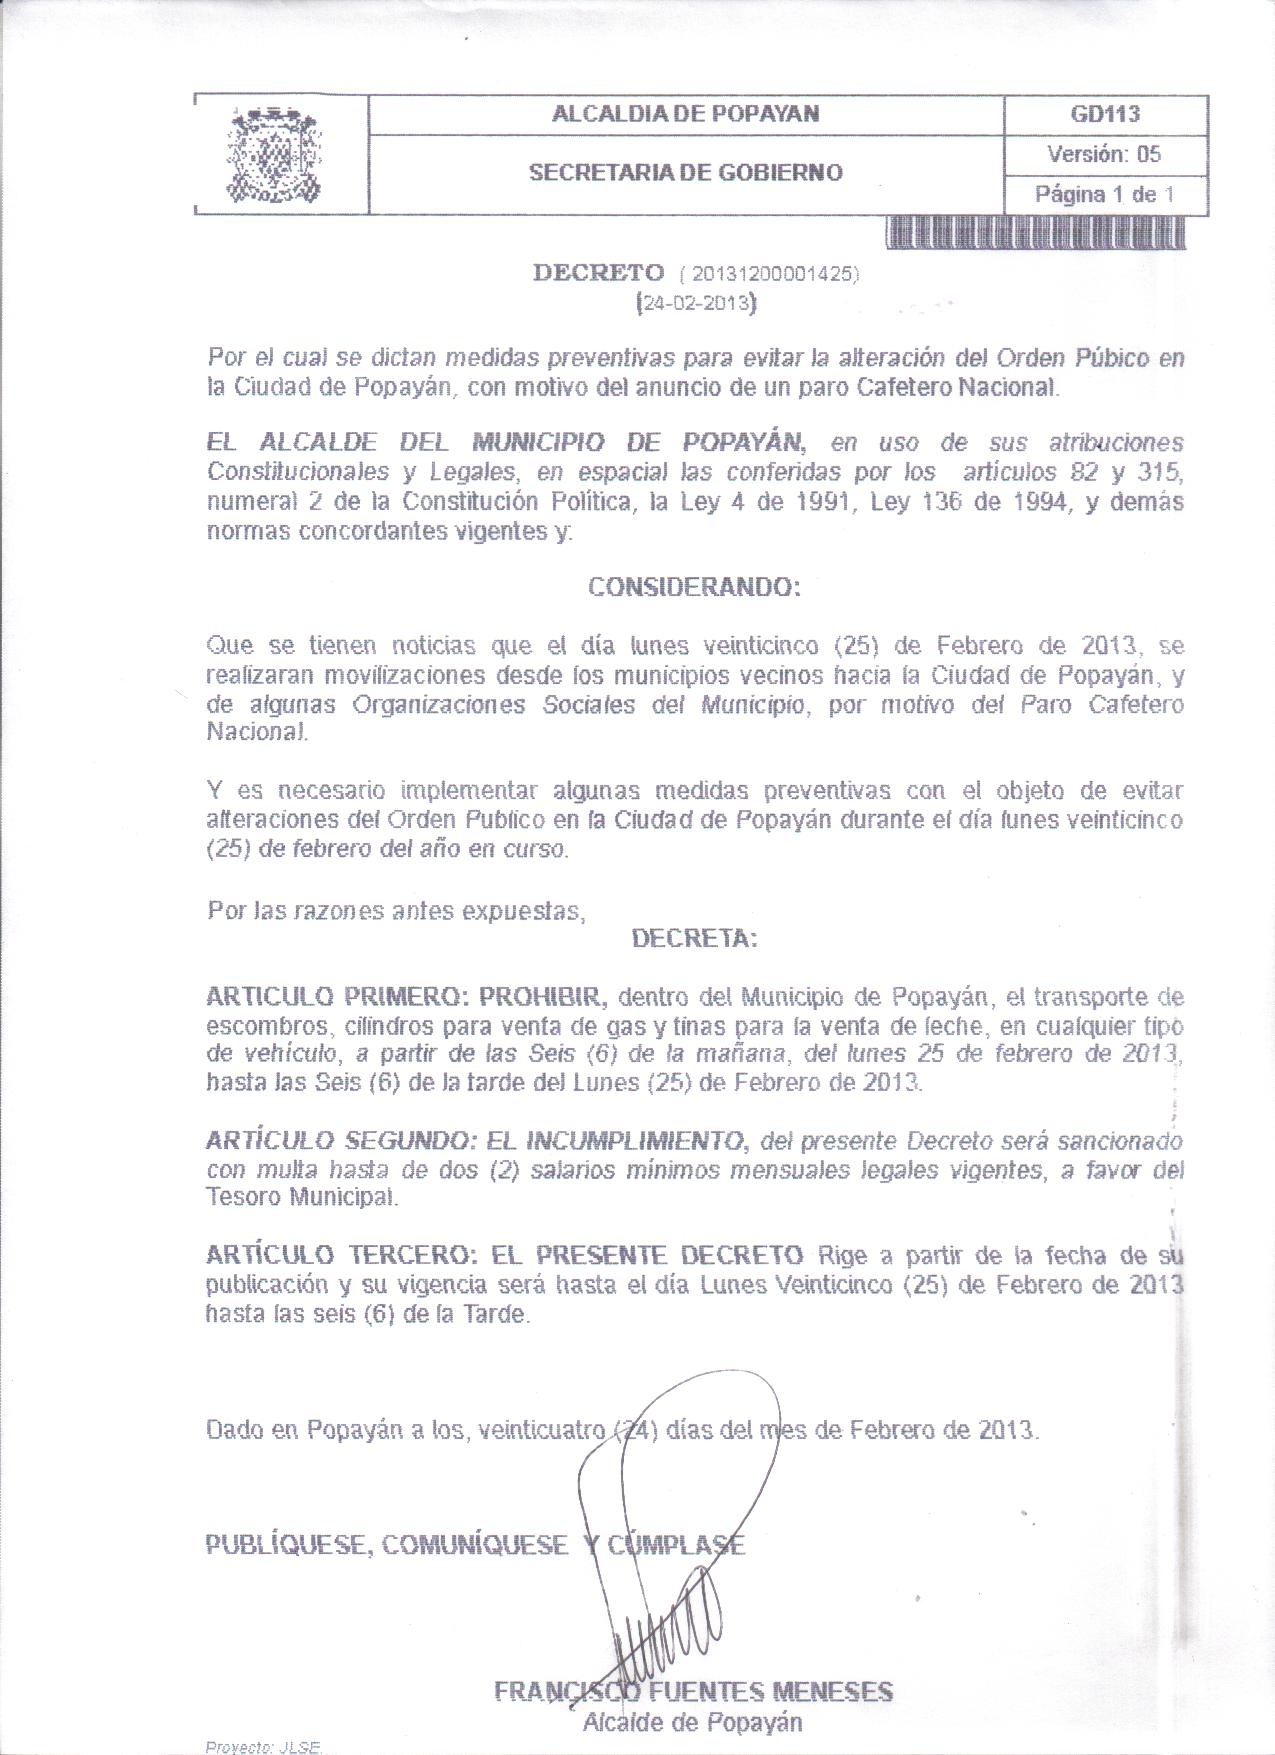 ALCALDIA DE POPAYAN
GD113
SECRETARIA DE GOBIERNO
Versión: 05
Página 1 de 1
DECRETO ( 20131200001425)
(24-02-2013)
Por el cual se dictan medidas preventivas para evitar la alteración del Orden Púbico en
la Ciudad de Popayán, con motivo del anuncio de un paro Cafetero Nacional.
EL ALCALDE DEL MUNICIPIO DE POPAYÁN, en uso de sus atribuciones
Constitucionales y Legales, en espacial las conferidas por los artículos 82 y 315,
numeral 2 de la Constitución Política, la Ley 4 de 1991, Ley 136 de 1994, y demás
normas concordantes vigentes y:
CONSIDERANDO:
Que se tienen noticias que el día lunes veinticinco (25) de Febrero de 2013, se
realizaran movilizaciones desde los municipios vecinos hacia la Ciudad de Popayán, y
de algunas Organizaciones Sociales del Municipio, por motivo del Paro Cafetero
Nacional.
Y es necesario implementar algunas medidas preventivas con el objeto de evitar
alteraciones del Orden Publico en la Ciudad de Popayán durante el día lunes veinticinco
(25) de febrero del año en curso.
Por las razones antes expuestas,
DECRETA:
ARTICULO PRIMERO: PROHIBIR, dentro del Municipio de Popayán, el transporte de
escombros, cilindros para venta de gas y tinas para la venta de leche, en cualquier tipo
de vehículo, a partir de las Seis (6) de la mañana, del lunes 25 de febrero de 2013,
hasta las Seis (6) de la tarde del Lunes (25) de Febrero de 2013.
ARTÍCULO SEGUNDO: EL INCUMPLIMIENTO, del presente Decreto será sancionado
con multa hasta de dos (2) salarios mínimos mensuales legales vigentes, a favor del
Tesoro Municipal.
ARTÍCULO TERCERO: EL PRESENTE DECRETO Rige a partir de la fecha de su
publicación y su vigencia será hasta el día Lunes Veinticinco (25) de Febrero de 2013
hasta las seis (6) de la Tarde.
Dado en Popayán a los, veinticuatro (24) días del mes de Febrero de 2013.
PUBLÍQUESE, COMUNÍQUESE Y CÚMPLASE
FRANCISCO FUENTES MENESES
Alcalde de Popayán
Proyecto: JLSE.